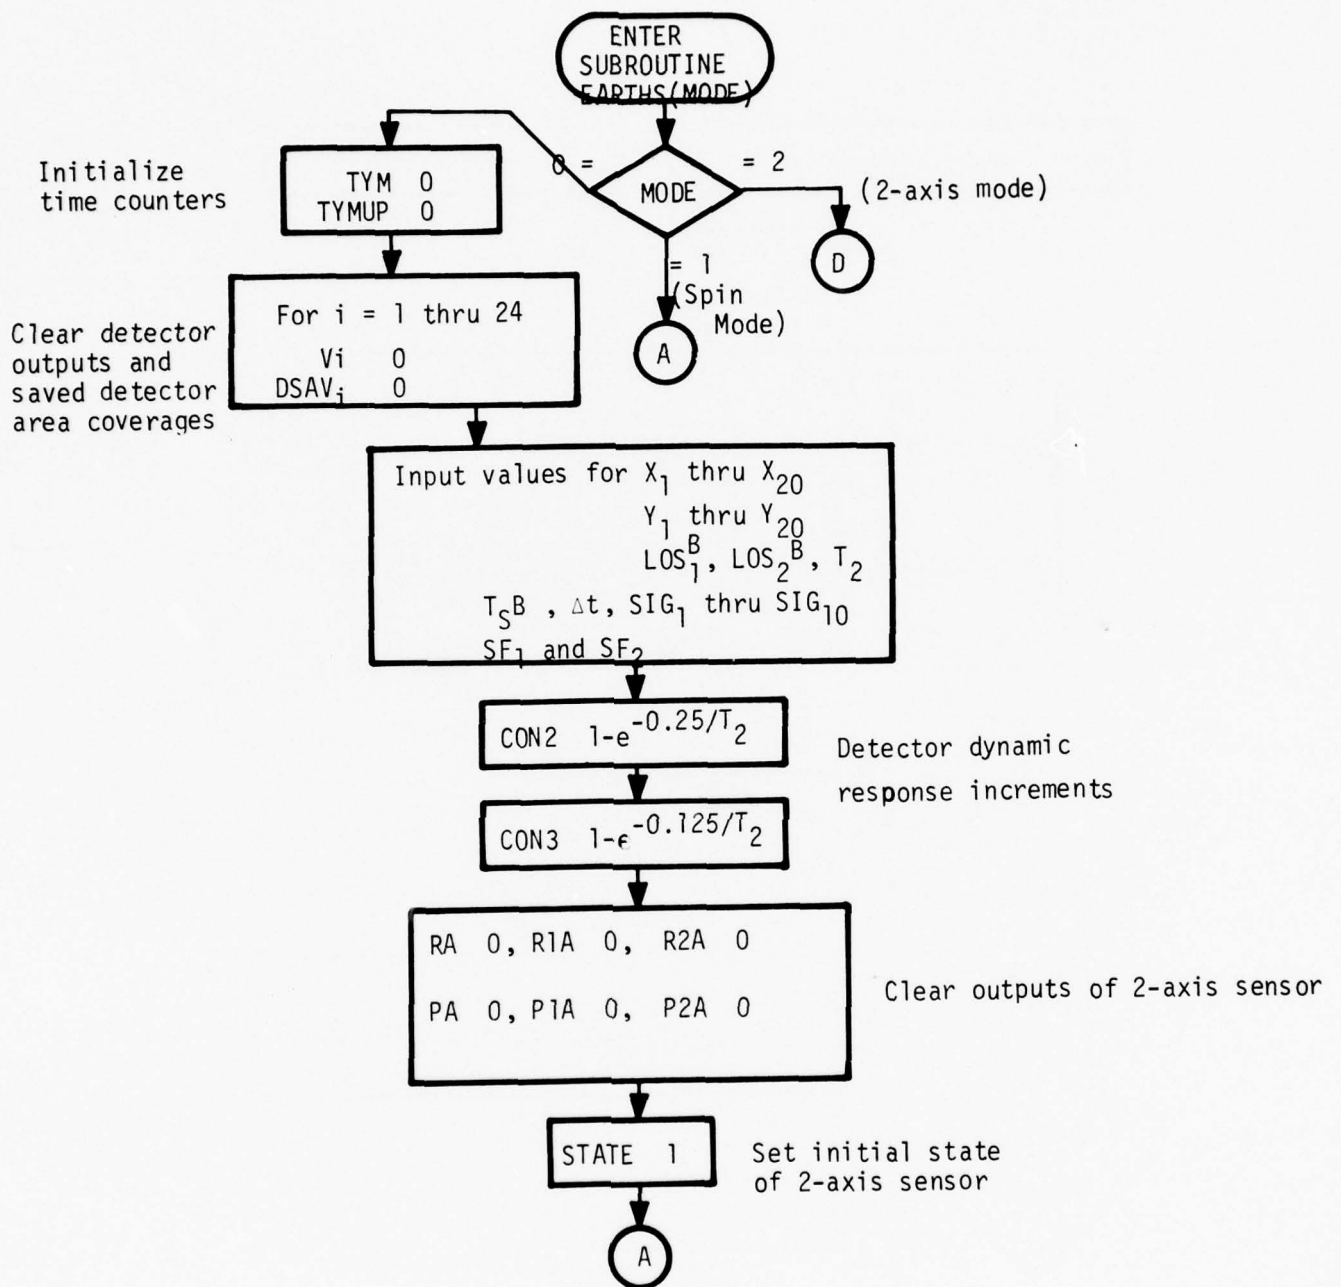 ENTER
SUBROUTINE
EARTHS(MODE)
0 =
MODE
= 2
(2-axis mode)
D
= 1
(Spin
Mode)
A
Initialize
time counters
TYM 0
TYMUP 0
Clear detector
outputs and
saved detector
area coverages
For i = 1 thru 24
Vi 0
DSAVᵢ 0
Input values for X₁ thru X₂₀
Y₁ thru Y₂₀
LOS₁ᴮ, LOS₂ᴮ, T₂
TₛB , Δt, SIG₁ thru SIG₁₀
SF₁ and SF₂
CON2 1-e^-0.25/T₂
Detector dynamic
response increments
CON3 1-ϵ^-0.125/T₂
RA 0, R1A 0, R2A 0
PA 0, P1A 0, P2A 0
Clear outputs of 2-axis sensor
STATE 1
Set initial state
of 2-axis sensor
A